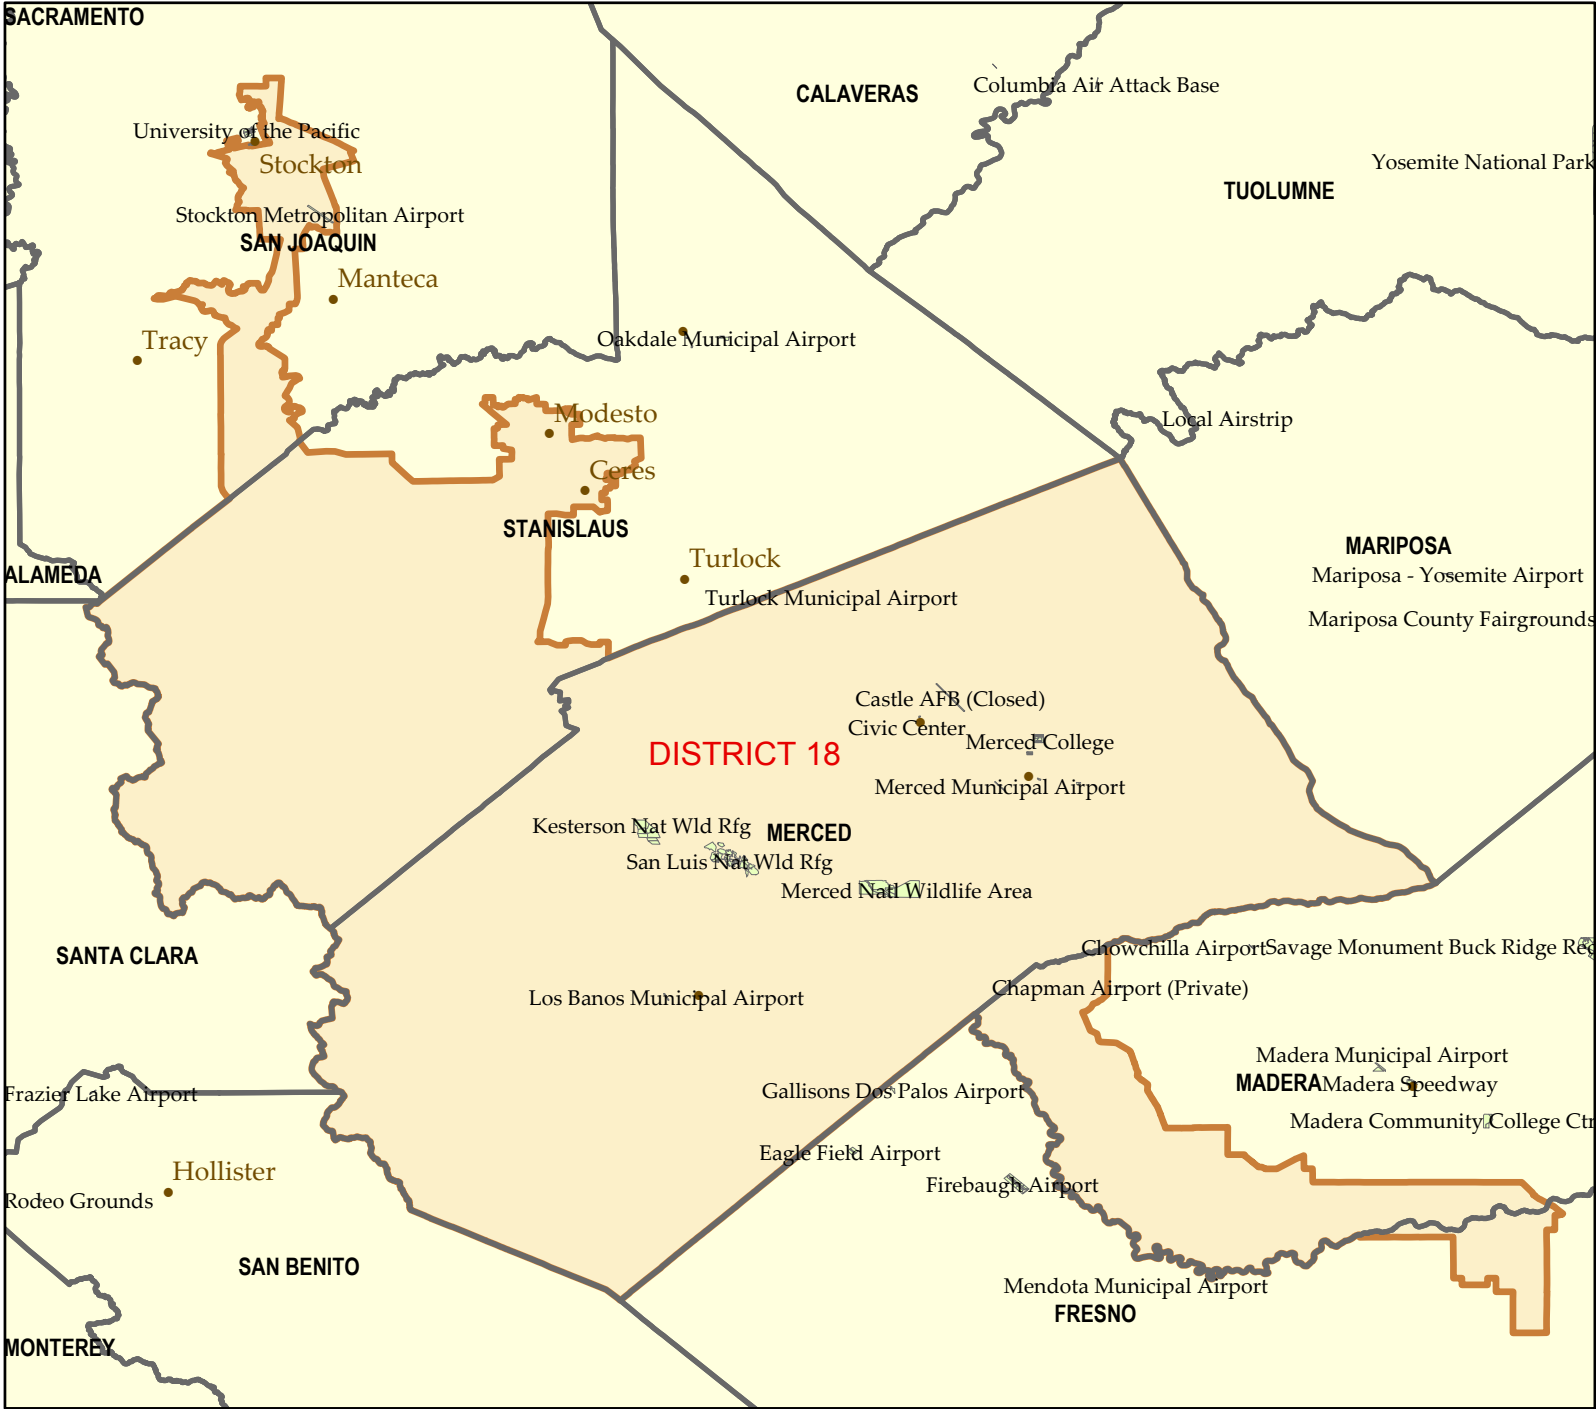 SACRAMENTO
CALAVERAS
Columbia Air Attack Base
University of the Pacific
Stockton
Yosemite National Park
TUOLUMNE
Stockton Metropolitan Airport
SAN JOAQUIN
Manteca
Tracy
Oakdale Municipal Airport
Modesto
Local Airstrip
Ceres
STANISLAUS
MARIPOSA
Turlock
ALAMEDA
Mariposa - Yosemite Airport
Turlock Municipal Airport
Mariposa County Fairgrounds
Castle AFB (Closed)
Civic Center
Merced College
DISTRICT 18
Merced Municipal Airport
Kesterson Nat Wld Rfg
MERCED
San Luis Nat Wld Rfg
Merced Natl Wildlife Area
SANTA CLARA
Chowchilla Airport
Savage Monument Buck Ridge Rec
Chapman Airport (Private)
Los Banos Municipal Airport
Madera Municipal Airport
MADERA
Madera Speedway
Frazier Lake Airport
Gallisons Dos Palos Airport
Madera Community College Ctr
Eagle Field Airport
Hollister
Firebaugh Airport
Rodeo Grounds
SAN BENITO
Mendota Municipal Airport
FRESNO
MONTEREY